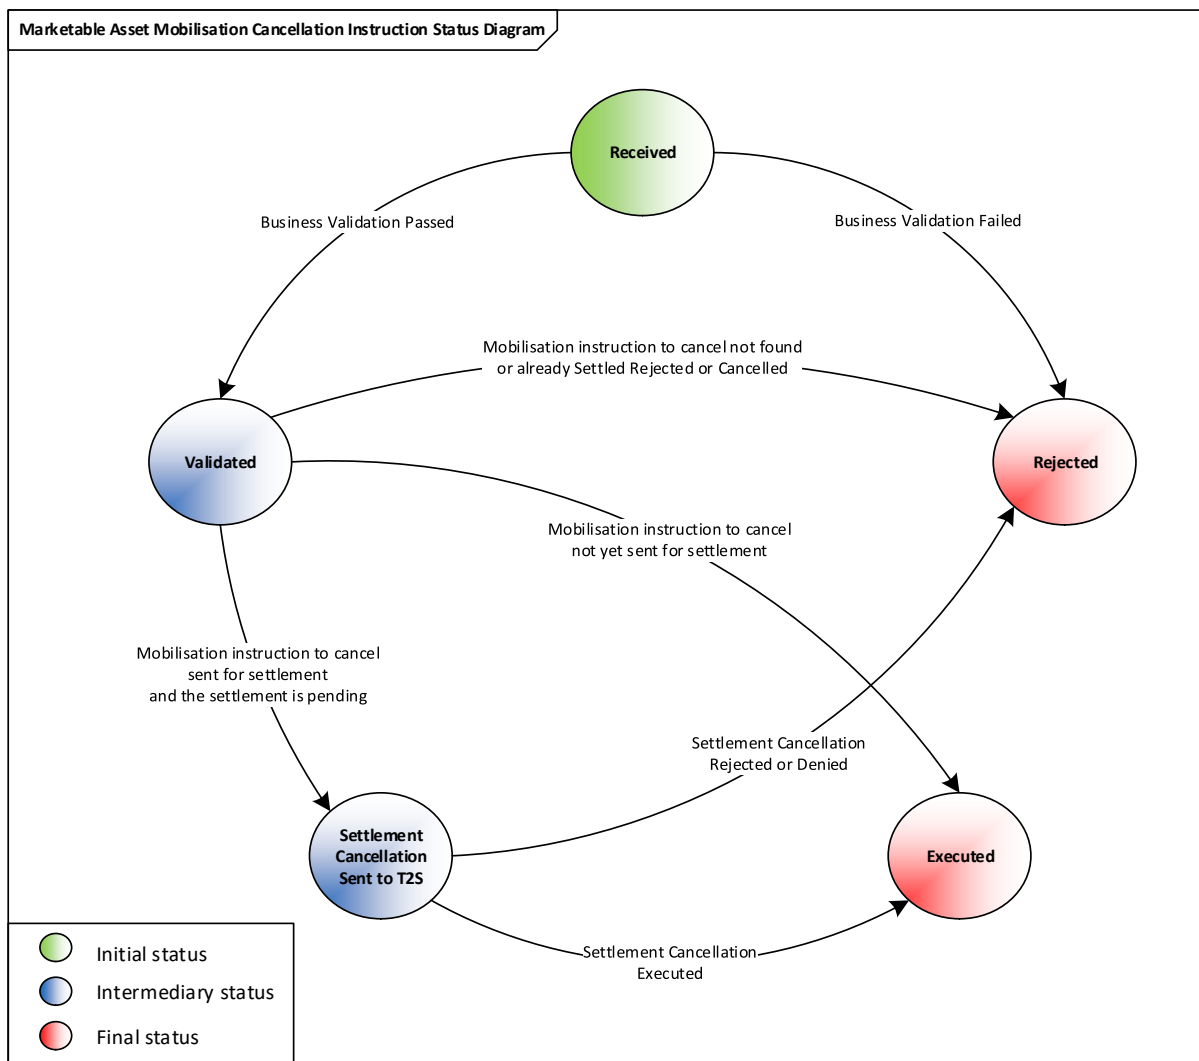 Marketable Asset Mobilisation Cancellation Instruction Status Diagram
Received
Business Validation Passed
Business Validation Failed
Mobilisation instruction to cancel not found
or already Settled Rejected or Cancelled
Validated
Rejected
Mobilisation instruction to cancel
not yet sent for settlement
Mobilisation instruction to cancel
sent for settlement
and the settlement is pending
Settlement Cancellation
Rejected or Denied
Settlement
Cancellation
Sent to T2S
Executed
Settlement Cancellation
Executed
Initial status
Intermediary status
Final status